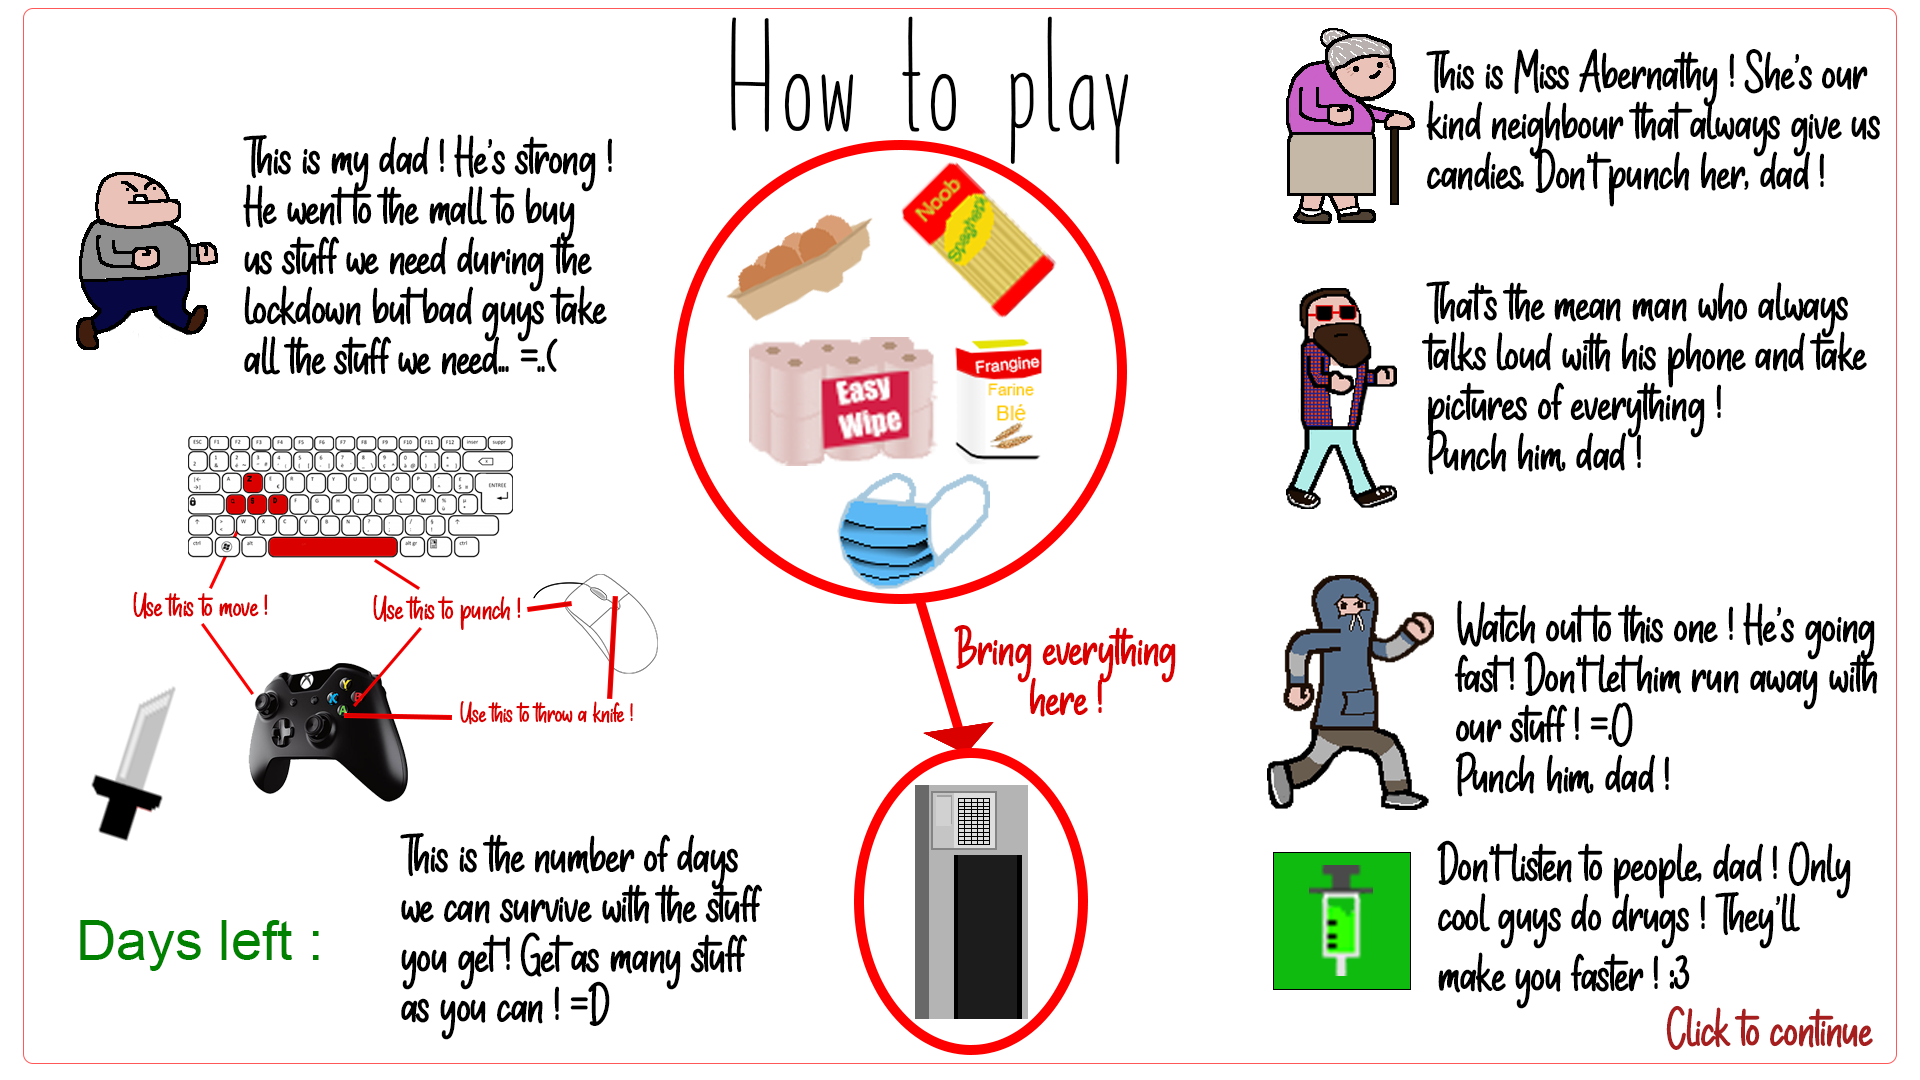 How to play
This is my dad ! He's strong !
He went to the mall to buy
us stuff we need during the
lockdown but bad guys take
all the stuff we need... =..(
Noob
Spaghetti
Easy
Wipe
Frangine
Farine
Blé
Use this to move !
Use this to punch !
Use this to throw a knife !
Bring everything
here !
Days left :
This is the number of days
we can survive with the stuff
you get ! Get as many stuff
as you can ! =D
This is Miss Abernathy ! She's our
kind neighbour that always give us
candies. Don't punch her, dad !
That's the mean man who always
talks loud with his phone and take
pictures of everything !
Punch him, dad !
Watch out to this one ! He's going
fast ! Don't let him run away with
our stuff ! =.O
Punch him, dad !
Don't listen to people, dad ! Only
cool guys do drugs ! They'll
make you faster ! :3
Click to continue